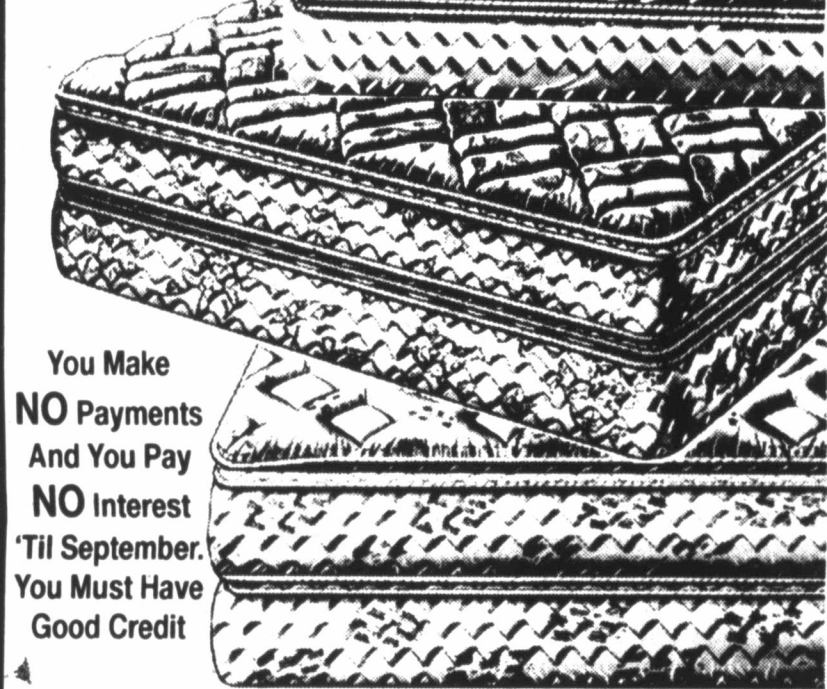 You Make
NO Payments
And You Pay
NO Interest
'Til September.
You Must Have
Good Credit